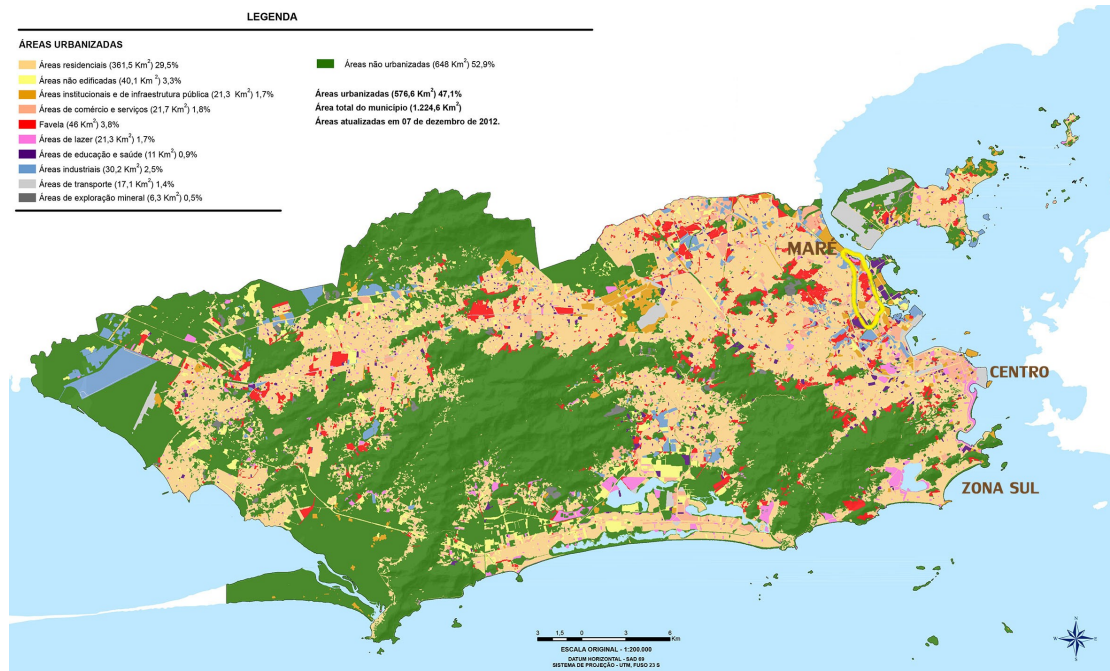 LEGENDA
ÁREAS URBANIZADAS
Áreas residenciais (361,5 Km²) 29,5%
Áreas não edificadas (40,1 Km²) 3,3%
Áreas institucionais e de infraestrutura pública (21,3 Km²) 1,7%
Áreas de comércio e serviços (21,7 Km²) 1,8%
Favela (46 Km²) 3,8%
Áreas de lazer (21,3 Km²) 1,7%
Áreas de educação e saúde (11 Km²) 0,9%
Áreas industriais (30,2 Km²) 2,5%
Áreas de transporte (17,1 Km²) 1,4%
Áreas de exploração mineral (6,3 Km²) 0,5%
Áreas não urbanizadas (648 Km²) 52,9%
Áreas urbanizadas (576,6 Km²) 47,1%
Área total do município (1.224,6 Km²)
Áreas atualizadas em 07 de dezembro de 2012.
MARÉ
CENTRO
ZONA SUL
3 1,5 0 3 6
Km
ESCALA ORIGINAL - 1:200.000
DATUM HORIZONTAL - SAD 69
SISTEMA DE PROJEÇÃO - UTM, FUSO 23 S
N
W E
S